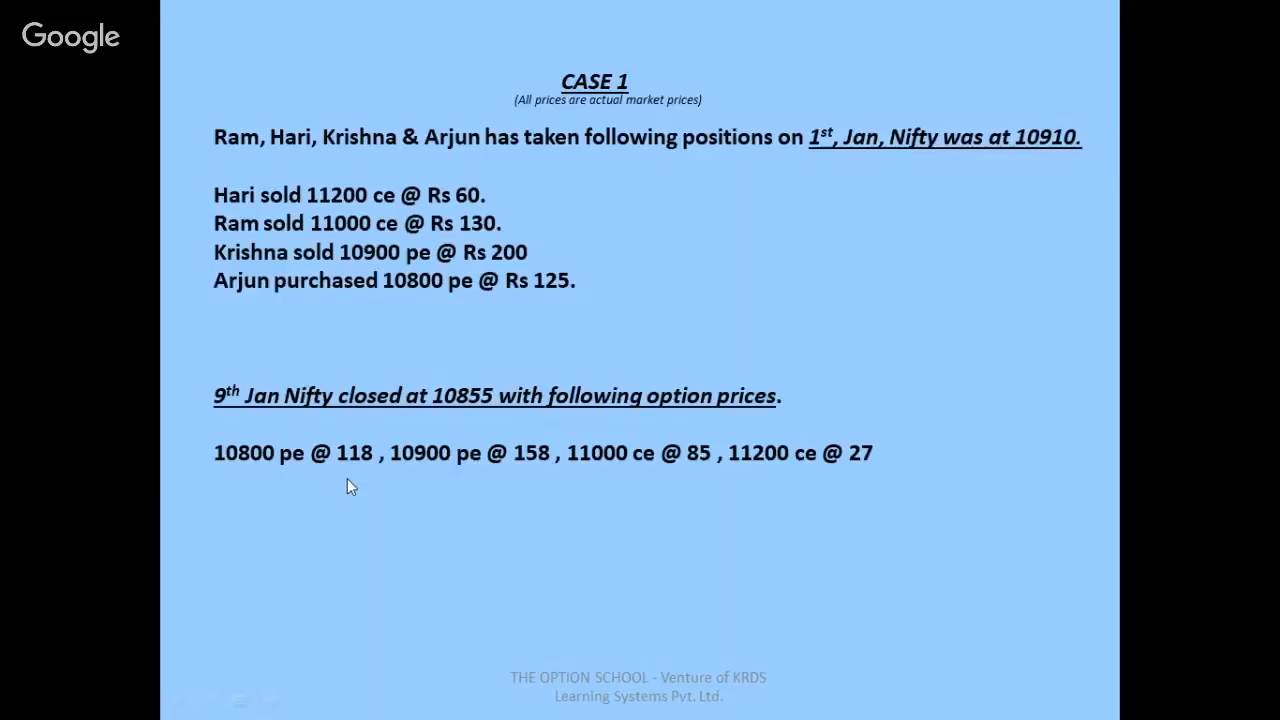 Google
CASE 1
(All prices are actual market prices)
Ram, Hari, Krishna & Arjun has taken following positions on 1st, Jan, Nifty was at 10910.
Hari sold 11200 ce @ Rs 60.
Ram sold 11000 ce @ Rs 130.
Krishna sold 10900 pe @ Rs 200
Arjun purchased 10800 pe @ Rs 125.
9th Jan Nifty closed at 10855 with following option prices.
10800 pe @ 118 , 10900 pe @ 158 , 11000 ce @ 85 , 11200 ce @ 27
THE OPTION SCHOOL - Venture of KRDS
Learning Systems Pvt. Ltd.